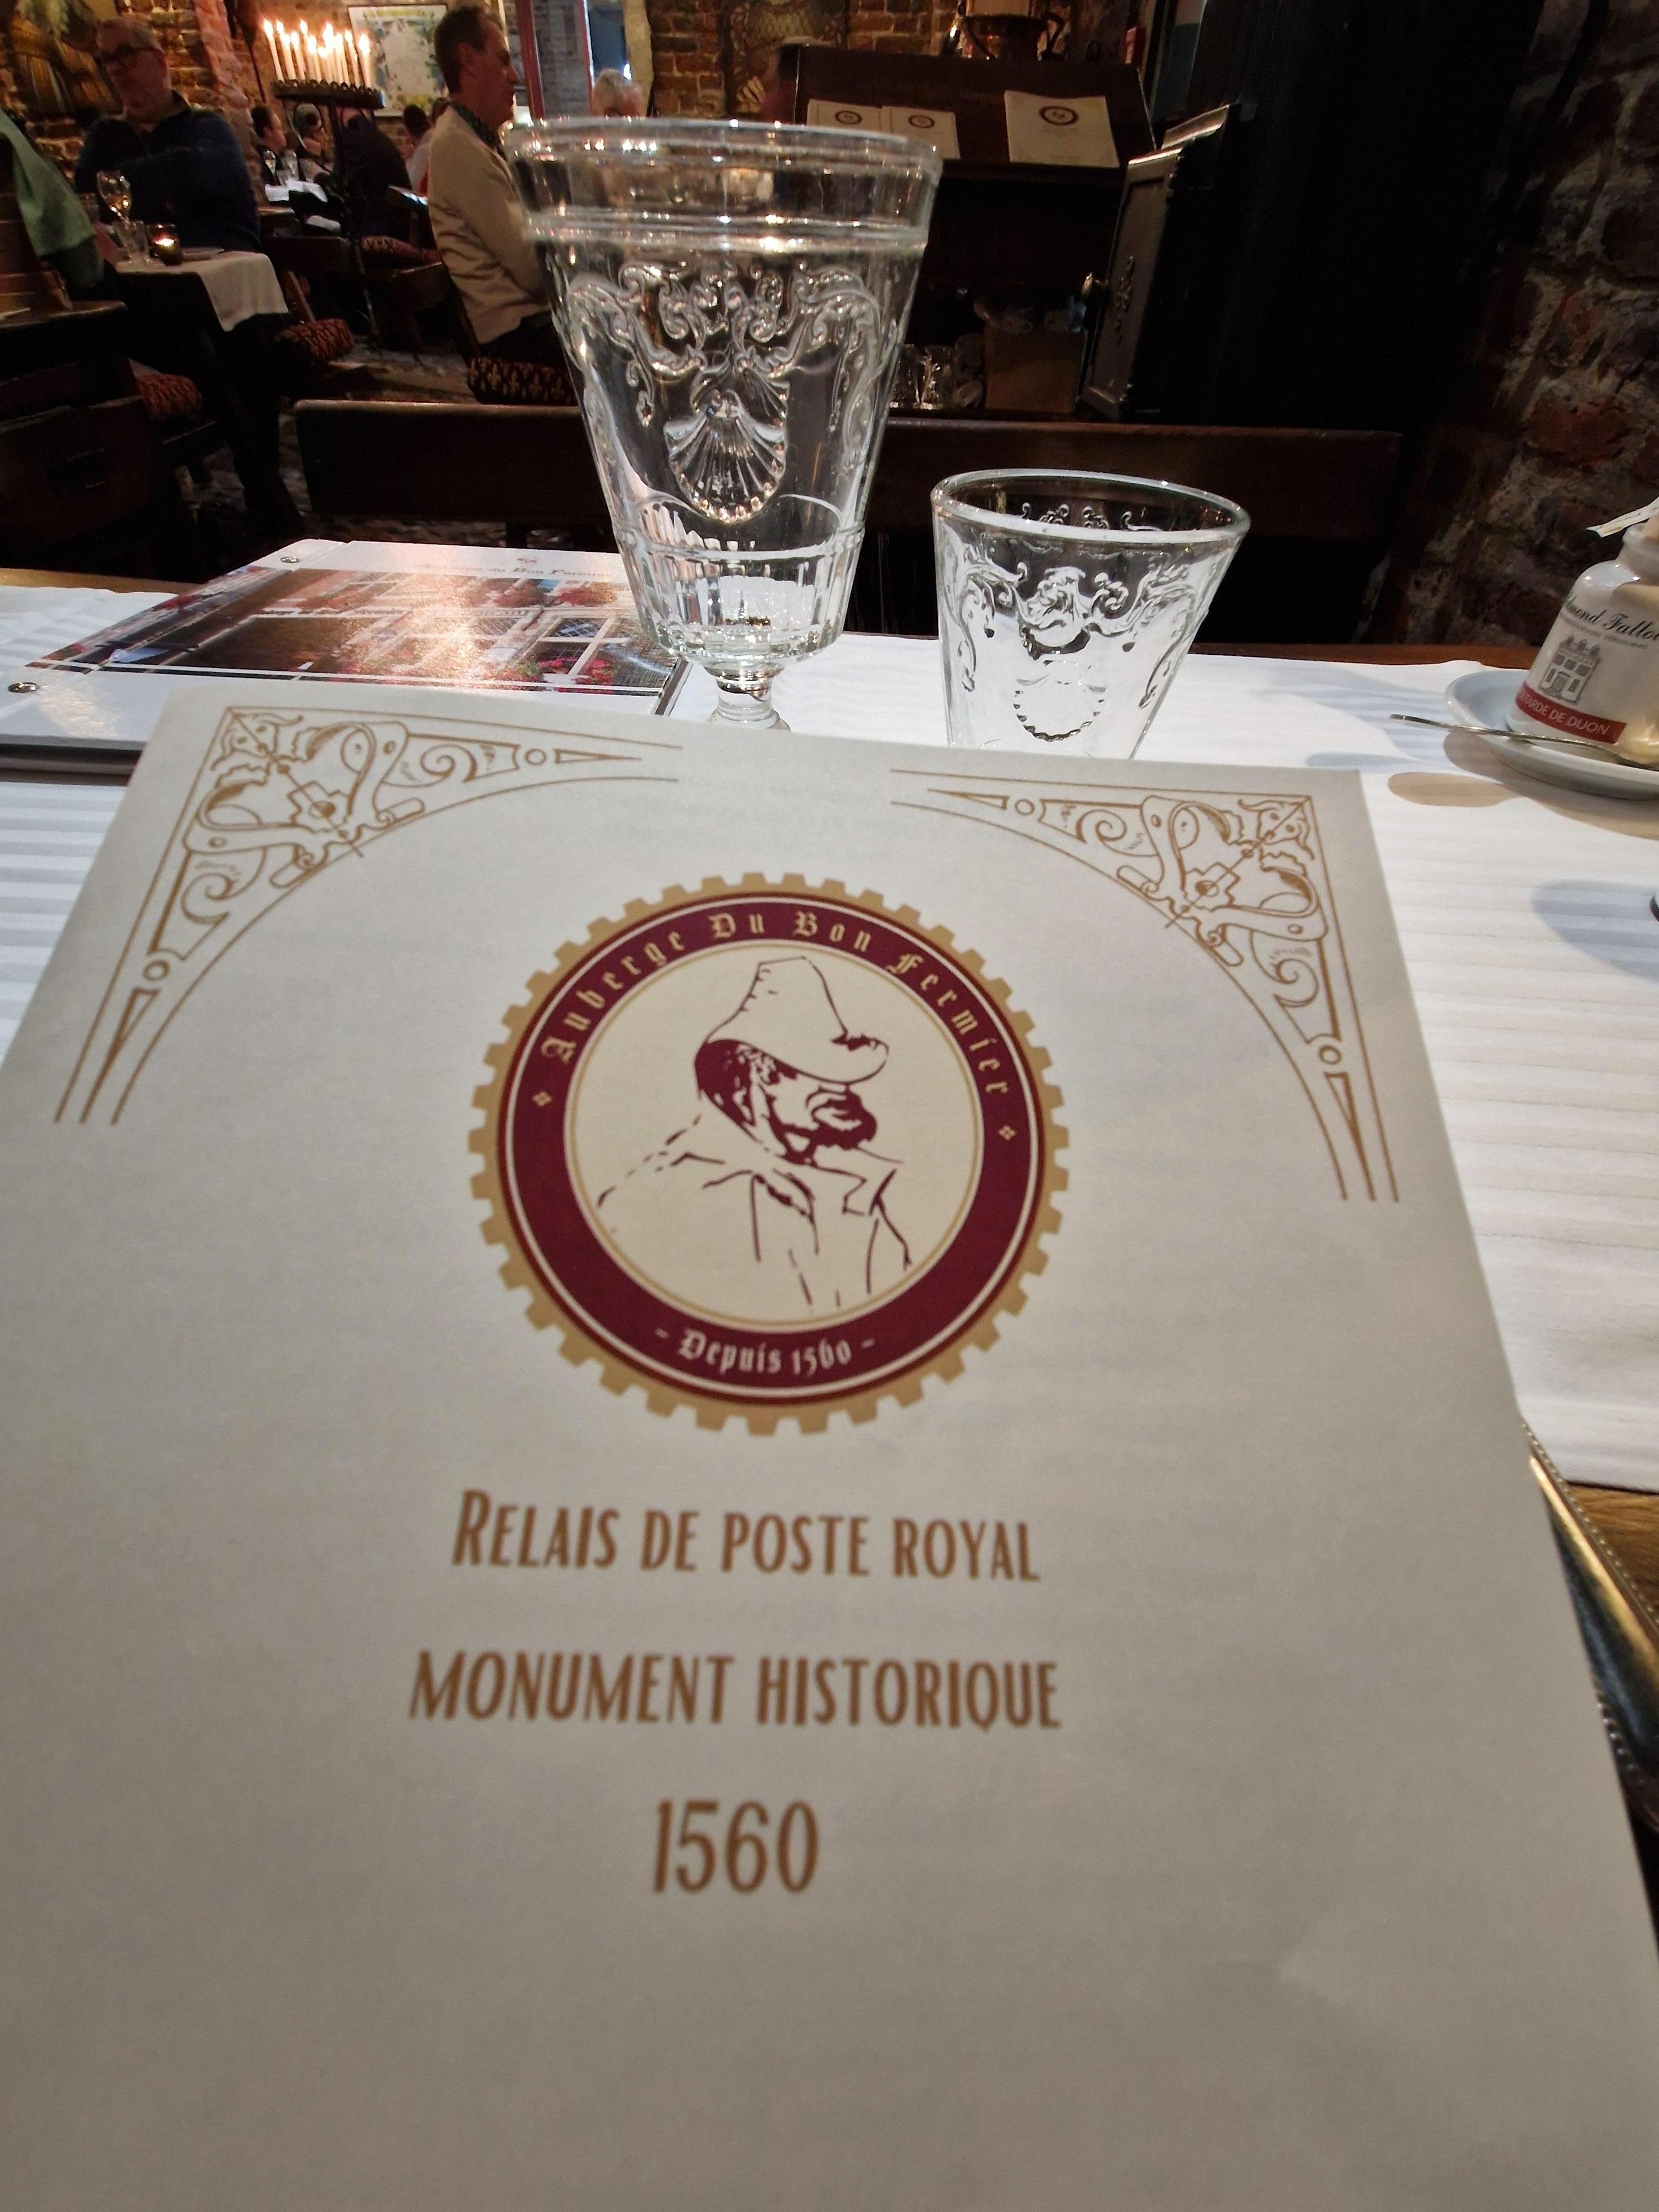 Auberge Du Bon Fermier
- Depuis 1560 -
RELAIS DE POSTE ROYAL
MONUMENT HISTORIQUE
1560
MOUTARDE DE DIJON